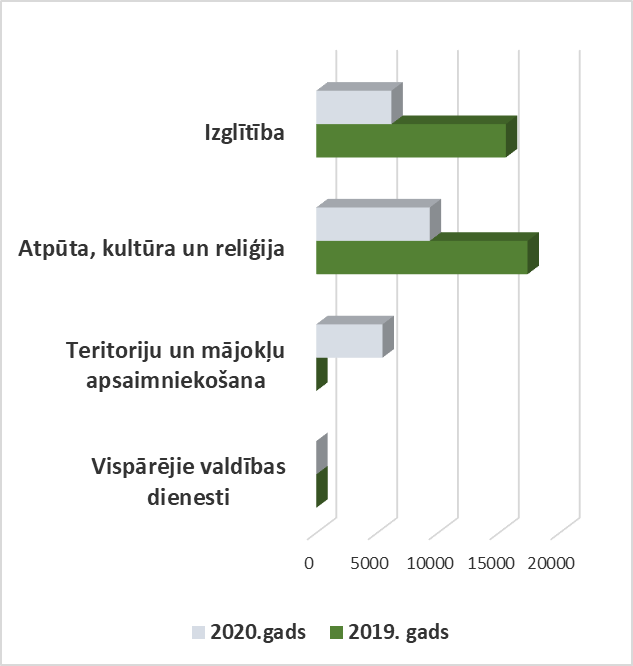 Izglītība
Atpūta, kultūra un reliģija
Teritoriju un mājokļu
apsaimniekošana
Vispārējie valdības
dienesti
0 5000 10000 15000 20000
2020.gads 2019. gads